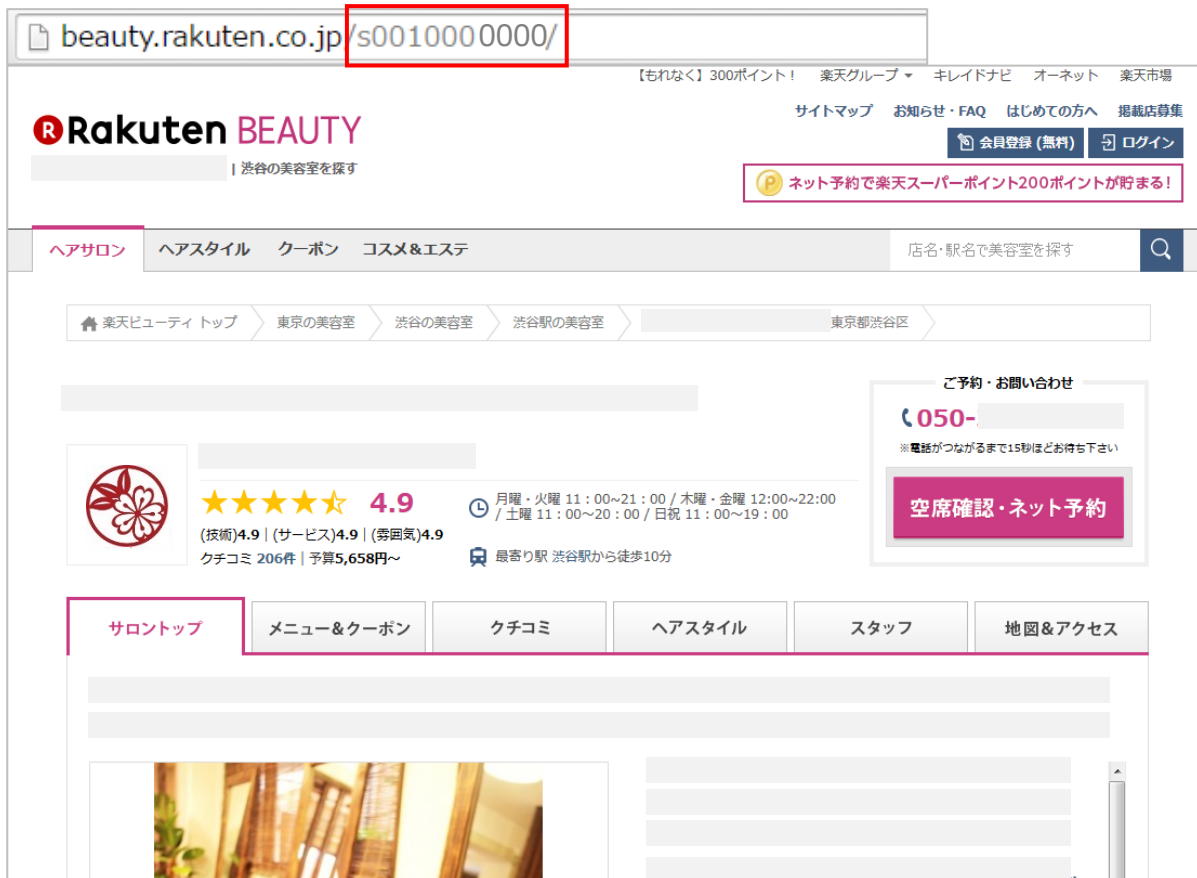 beauty.rakuten.co.jp/s0010000000/
【もれなく】300ポイント！ 楽天グループ キレイドナビ オーネット 楽天市場
サイトマップ お知らせ・FAQ はじめての方へ 掲載店募集
R Rakuten BEAUTY
会員登録 (無料) ログイン
| 渋谷の美容室を探す
P ネット予約で楽天スーパーポイント200ポイントが貯まる!
ヘアサロン ヘアスタイル クーポン コスメ&エステ 店名・駅名で美容室を探す
楽天ビューティ トップ 東京の美容室 渋谷の美容室 渋谷駅の美容室 東京都渋谷区
ご予約・お問い合わせ
050-
※電話がつながるまで15秒ほどお待ち下さい
空席確認・ネット予約
4.9
(技術)4.9 | (サービス)4.9 | (雰囲気)4.9
クチコミ 206件 | 予算5,658円～
月曜・火曜 11：00~21：00 / 木曜・金曜 12:00~22:00
/ 土曜 11：00～20：00 / 日祝 11：00～19：00
最寄り駅 渋谷駅から徒歩10分
サロントップ メニュー&クーポン クチコミ ヘアスタイル スタッフ 地図&アクセス